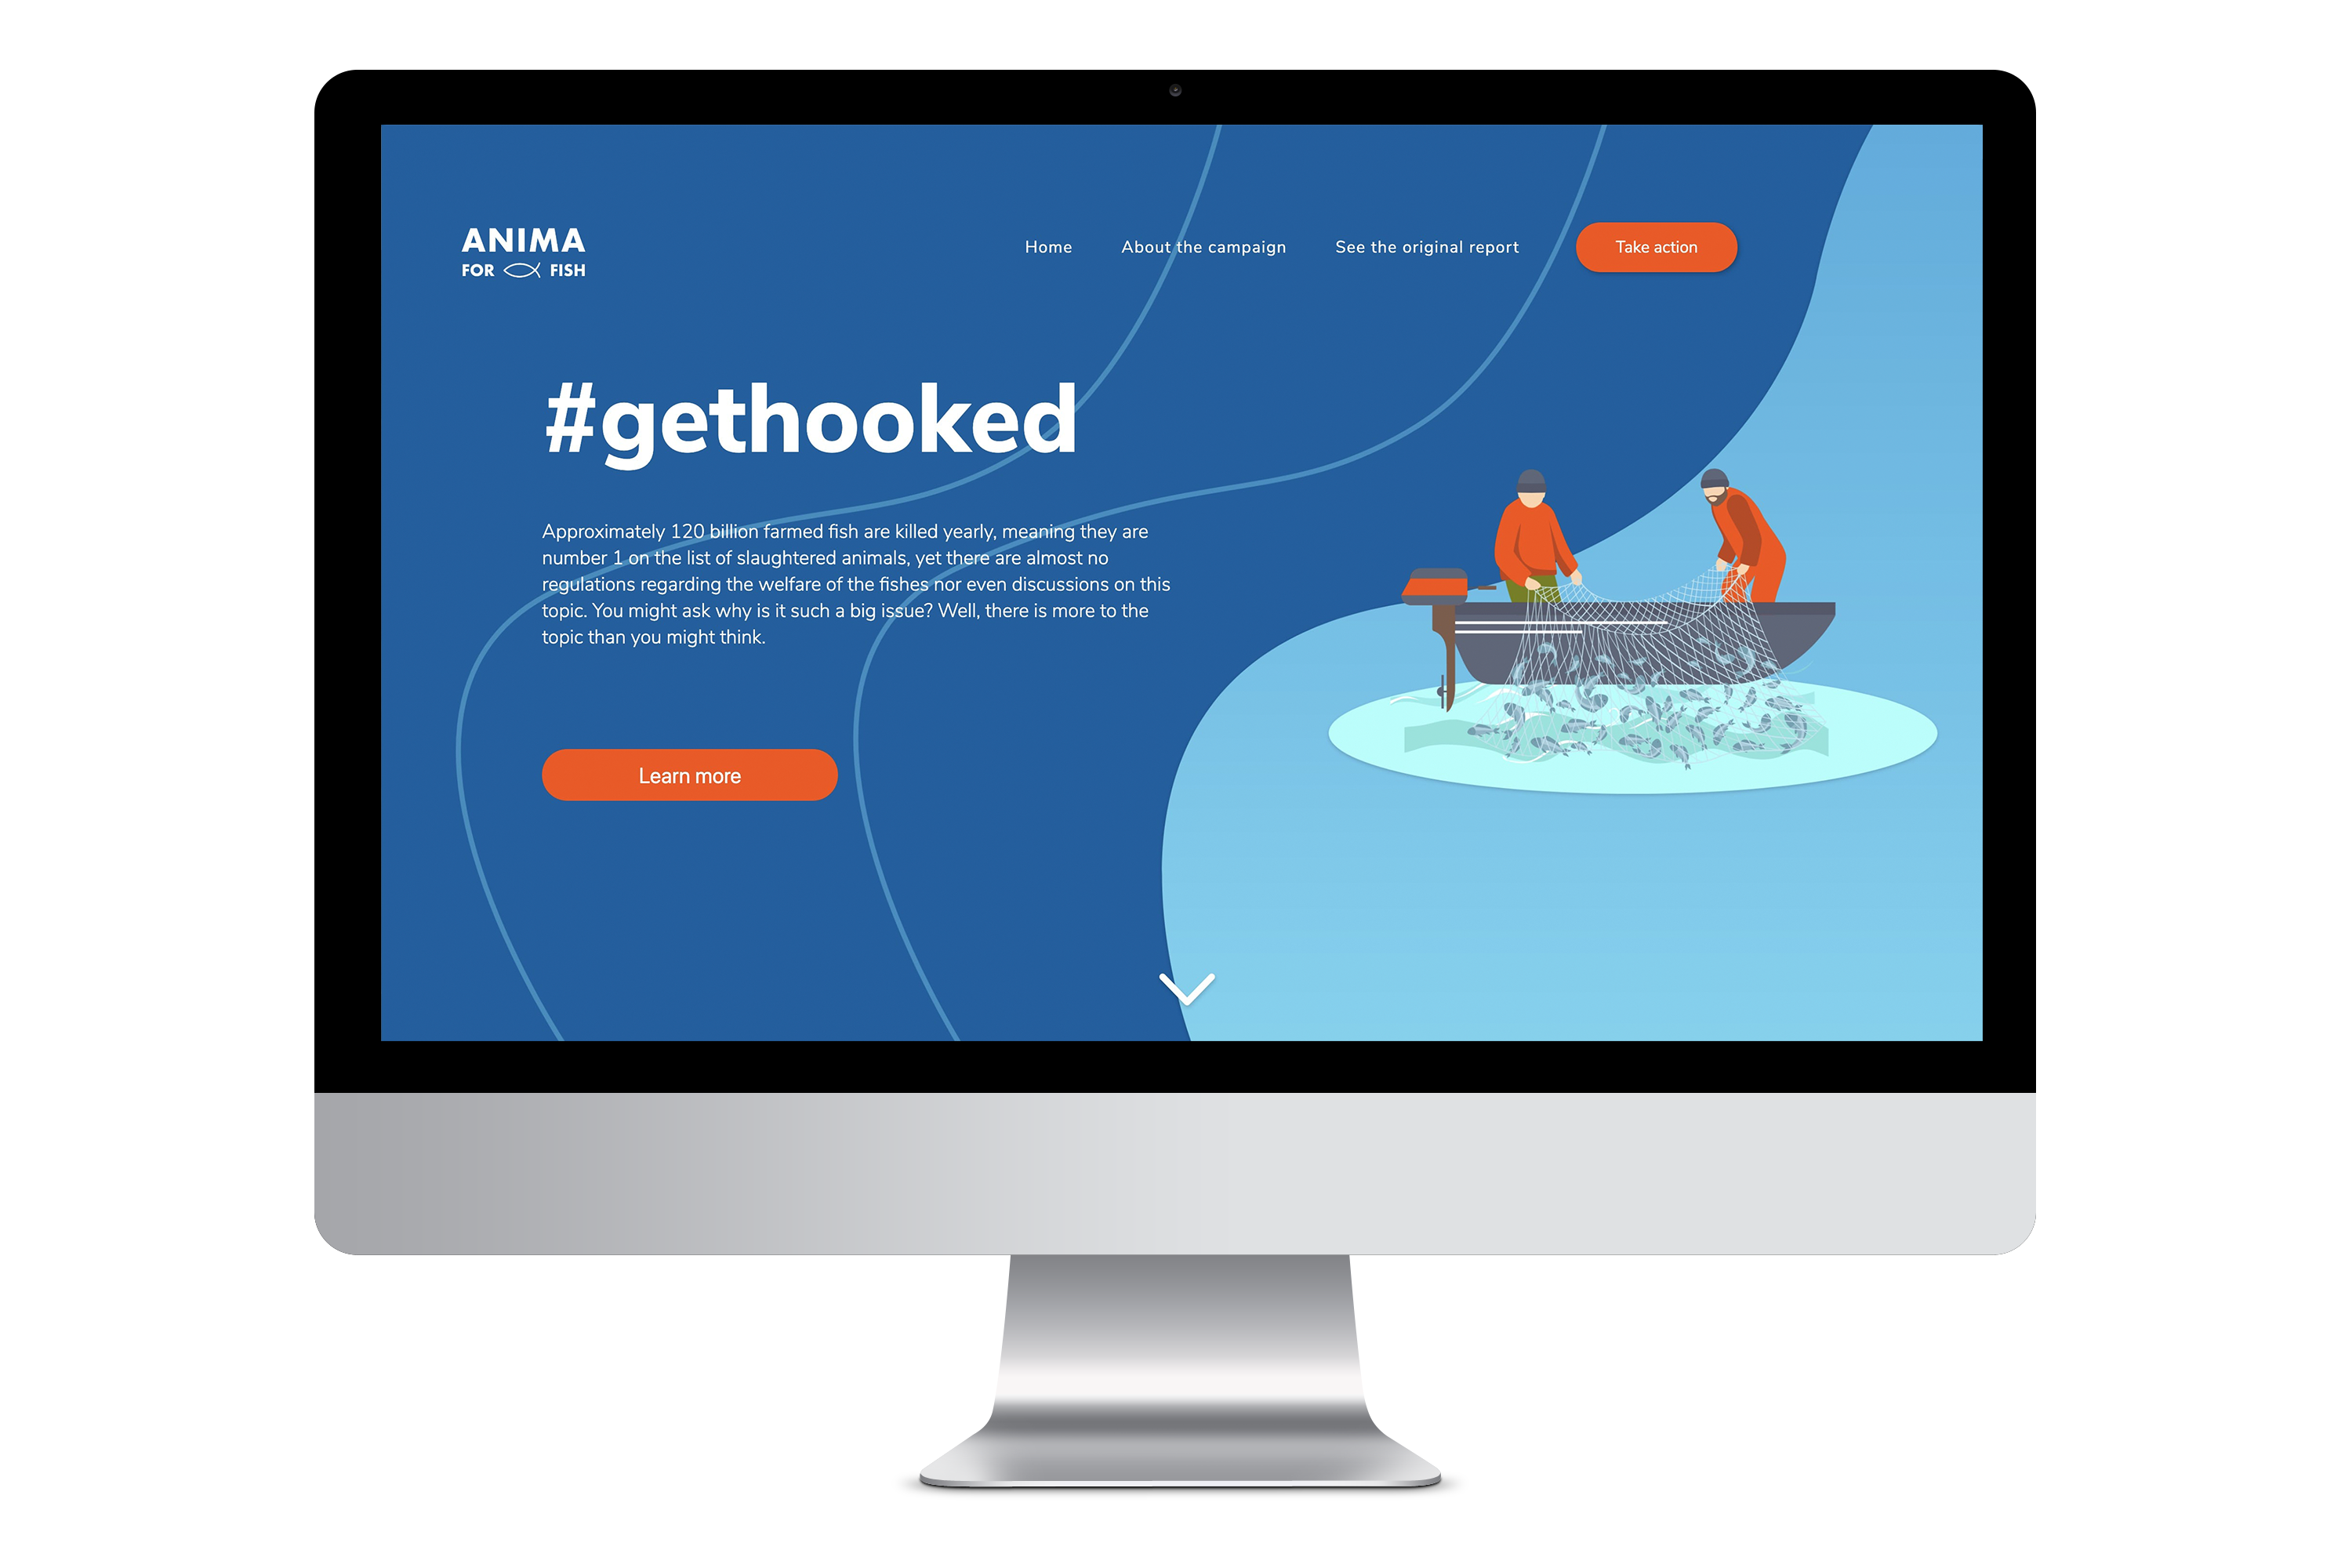 ANIMA
FOR FISH
Home
About the campaign
See the original report
Take action
#gethooked
Approximately 120 billion farmed fish are killed yearly, meaning they are
number 1 on the list of slaughtered animals, yet there are almost no
regulations regarding the welfare of the fishes nor even discussions on this
topic. You might ask why is it such a big issue? Well, there is more to the
topic than you might think.
Learn more